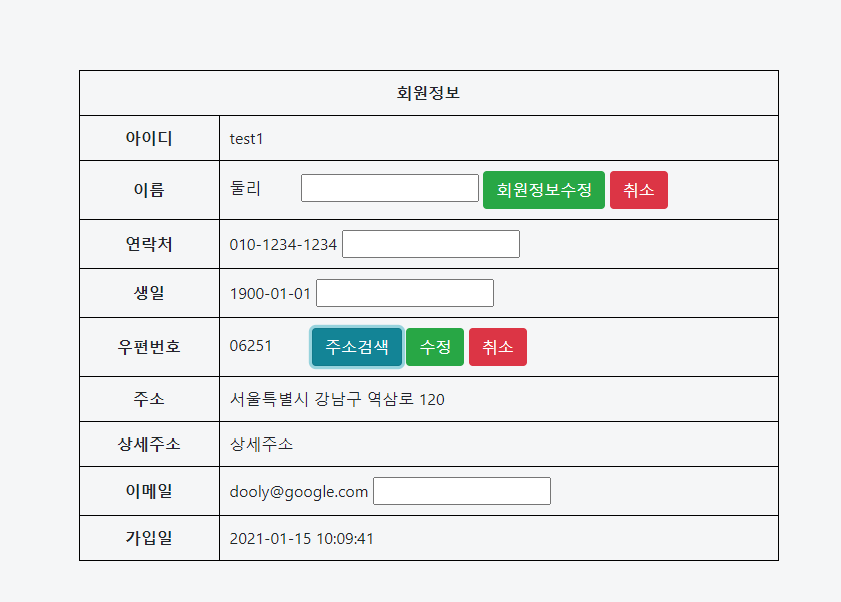 회원정보
아이디 test1
이름 둘리 회원정보수정 취소
연락처 010-1234-1234
생일 1900-01-01
우편번호 06251 주소검색 수정 취소
주소 서울특별시 강남구 역삼로 120
상세주소 상세주소
이메일 dooly@google.com
가입일 2021-01-15 10:09:41